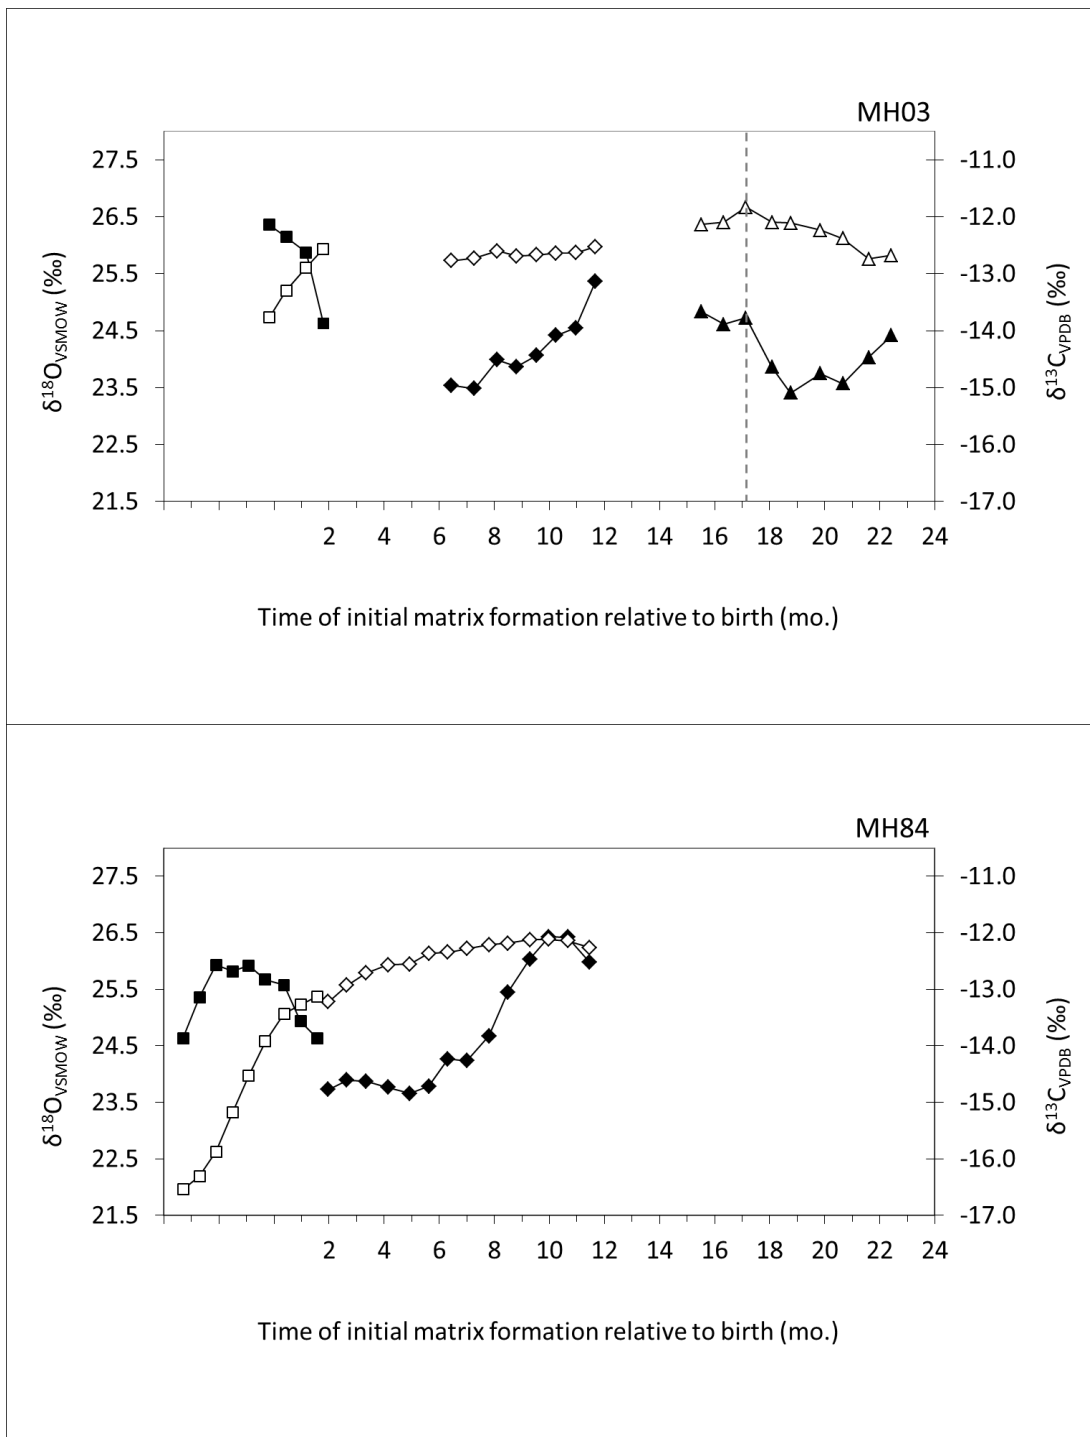 MH03
27.5
26.5
25.5
24.5
23.5
22.5
21.5
δ18OVSMOW (‰)
-11.0
-12.0
-13.0
-14.0
-15.0
-16.0
-17.0
δ13CVPDB (‰)
2 4 6 8 10 12 14 16 18 20 22 24
Time of initial matrix formation relative to birth (mo.)
MH84
27.5
26.5
25.5
24.5
23.5
22.5
21.5
δ18OVSMOW (‰)
-11.0
-12.0
-13.0
-14.0
-15.0
-16.0
-17.0
δ13CVPDB (‰)
2 4 6 8 10 12 14 16 18 20 22 24
Time of initial matrix formation relative to birth (mo.)